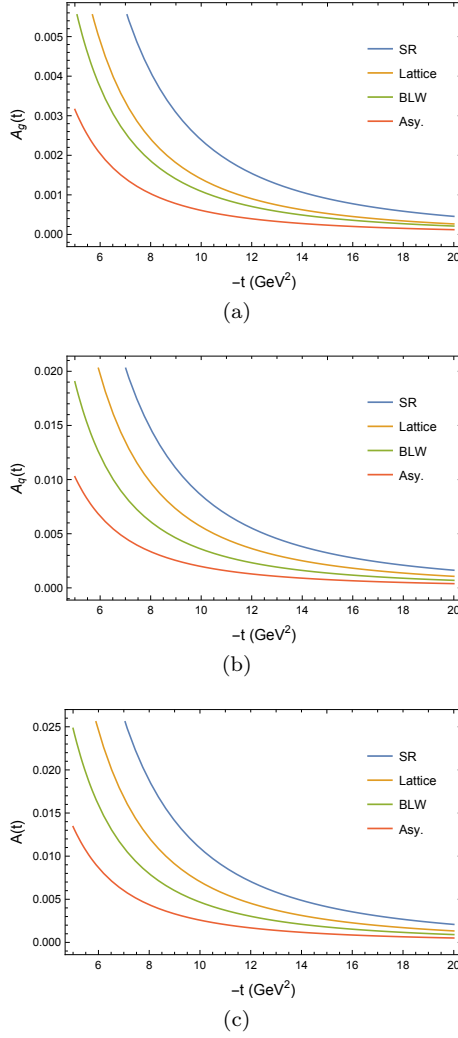 0.005
0.004
0.003
0.002
0.001
0.000
A_g(t)
SR
Lattice
BLW
Asy.
6 8 10 12 14 16 18 20
-t (GeV²)
(a)
0.020
0.015
0.010
0.005
0.000
A_q(t)
SR
Lattice
BLW
Asy.
6 8 10 12 14 16 18 20
-t (GeV²)
(b)
0.025
0.020
0.015
0.010
0.005
0.000
A(t)
SR
Lattice
BLW
Asy.
6 8 10 12 14 16 18 20
-t (GeV²)
(c)